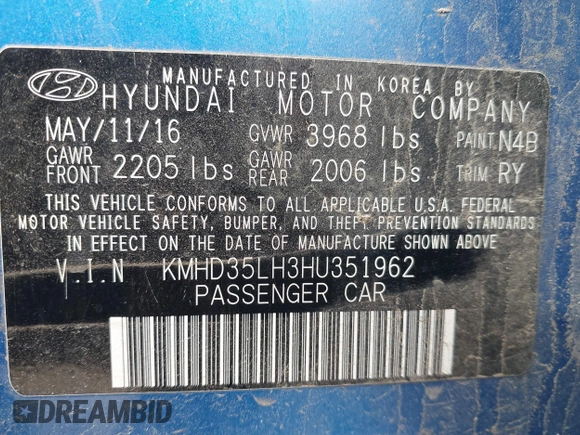 MANUFACTURED IN KOREA BY
HYUNDAI MOTOR COMPANY
MAY/11/16 GVWR 3968 lbs PAINT N4B
GAWR FRONT 2205 lbs GAWR REAR 2006 lbs TRIM RY
THIS VEHICLE CONFORMS TO ALL APPLICABLE U.S.A. FEDERAL
MOTOR VEHICLE SAFETY, BUMPER, AND THEFT PREVENTION STANDARDS
IN EFFECT ON THE DATE OF MANUFACTURE SHOWN ABOVE
V.I.N KMHD35LH3HU351962
PASSENGER CAR
DREAMBID